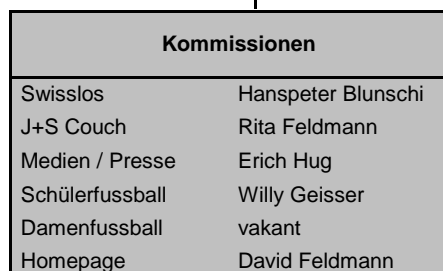 Kommissionen
Swisslos Hanspeter Blunschi
J+S Couch Rita Feldmann
Medien / Presse Erich Hug
Schülerfussball Willy Geisser
Damenfussball vakant
Homepage David Feldmann